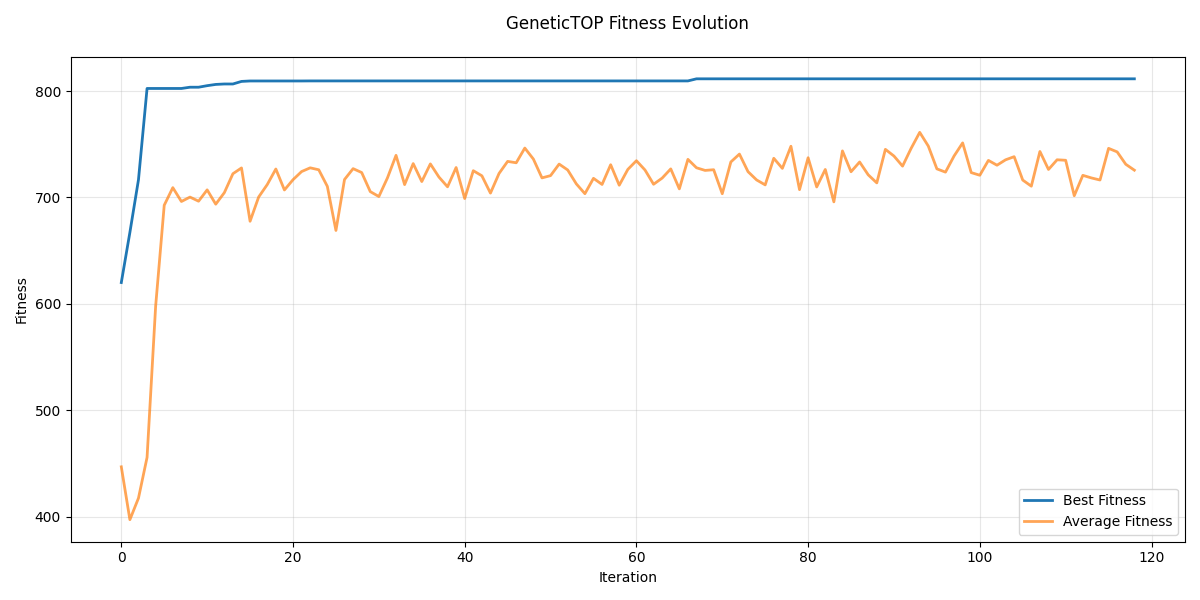 GeneticTOP Fitness Evolution
Fitness
800
700
600
500
400
Best Fitness
Average Fitness
0 20 40 60 80 100 120
Iteration